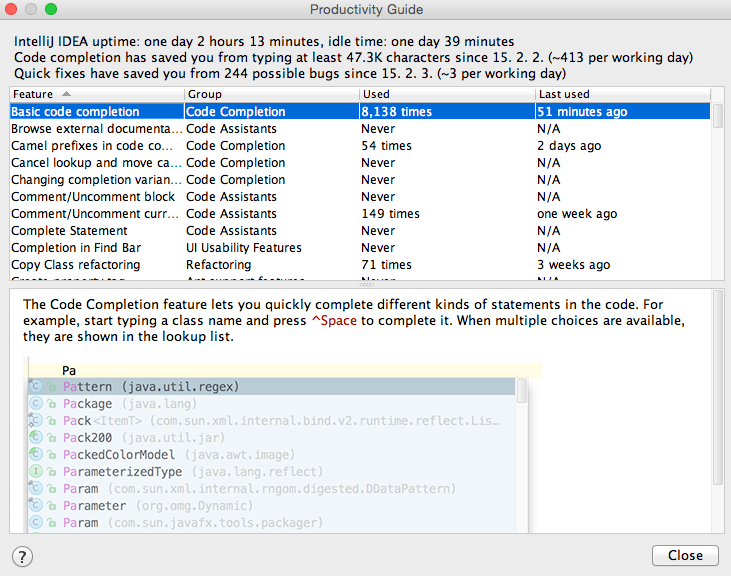 Productivity Guide
IntelliJ IDEA uptime: one day 2 hours 13 minutes, idle time: one day 39 minutes
Code completion has saved you from typing at least 47.3K characters since 15. 2. 2. (~413 per working day)
Quick fixes have saved you from 244 possible bugs since 15. 2. 3. (~3 per working day)
Feature Group Used Last used
Basic code completion Code Completion 8,138 times 51 minutes ago
Browse external documenta... Code Assistants Never N/A
Camel prefixes in code co... Code Completion 54 times 2 days ago
Cancel lookup and move ca... Code Completion Never N/A
Changing completion varian... Code Completion Never N/A
Comment/Uncomment block Code Assistants Never N/A
Comment/Uncomment curr... Code Assistants 149 times one week ago
Complete Statement Code Assistants Never N/A
Completion in Find Bar UI Usability Features Never N/A
Copy Class refactoring Refactoring 71 times 3 weeks ago
Create property tag Ant support features Never N/A
The Code Completion feature lets you quickly complete different kinds of statements in the code. For
example, start typing a class name and press ^Space to complete it. When multiple choices are available,
they are shown in the lookup list.
Pa
Pattern (java.util.regex)
Package (java.lang)
Pack<ItemT> (com.sun.xml.internal.bind.v2.runtime.reflect.Lis...
Pack200 (java.util.jar)
PackedColorModel (java.awt.image)
ParameterizedType (java.lang.reflect)
Param (com.sun.xml.internal.rngom.digested.DDataPattern)
Parameter (org.omg.Dynamic)
Param (com.sun.javafx.tools.packager)
? Close